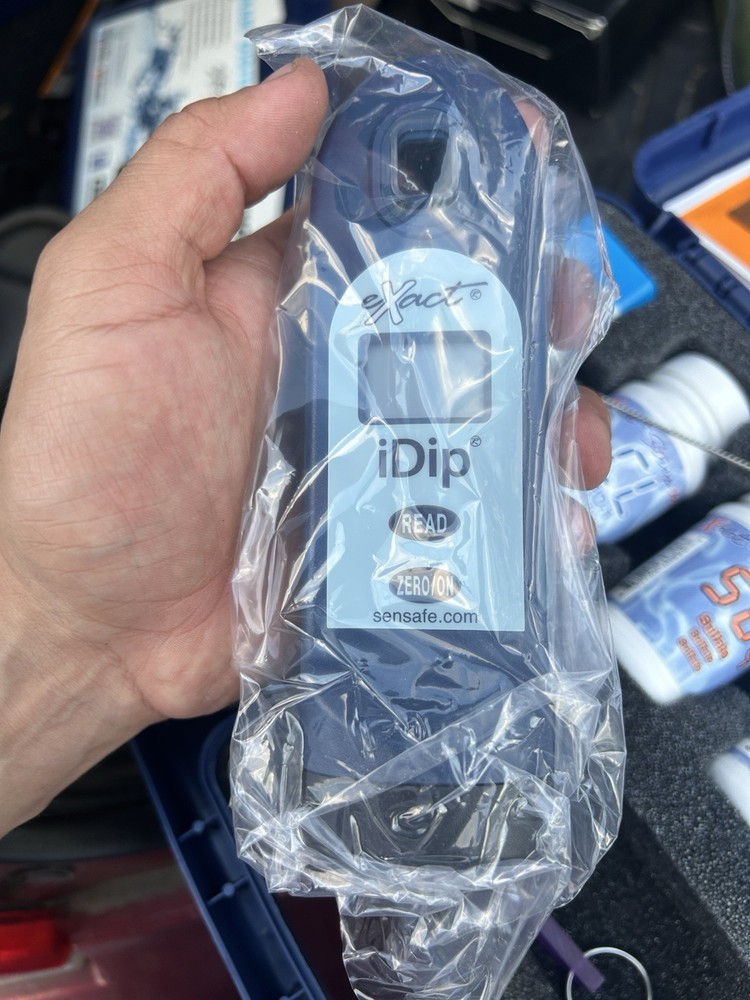 eXact®
iDip®
READ
ZERO/ON
sensafe.com